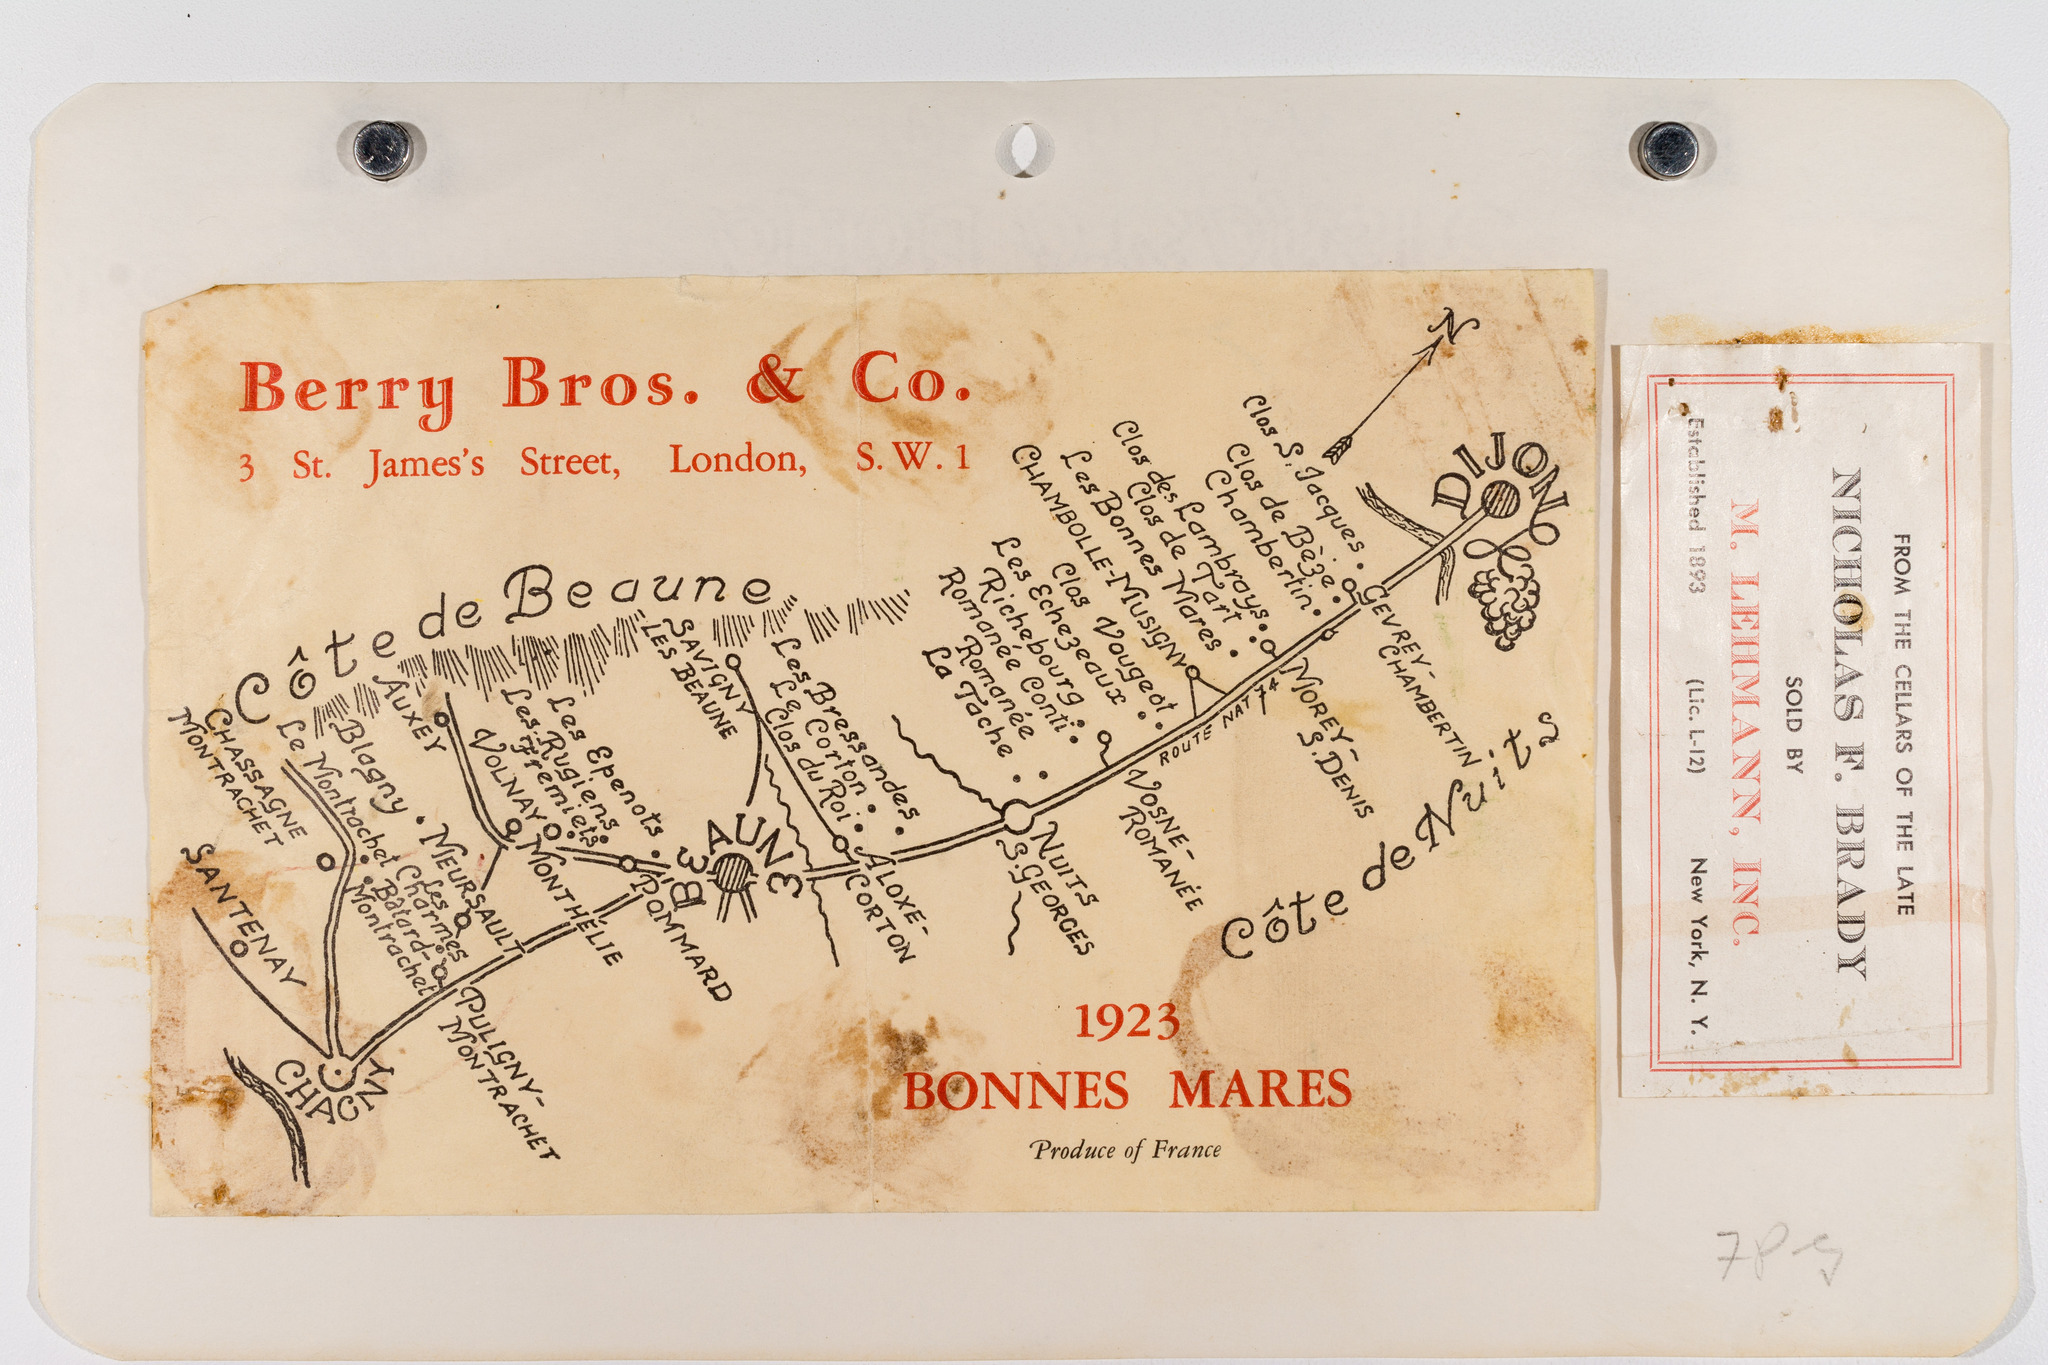 Berry Bros. & Co.
3 St. James's Street, London, S.W.1
N
DIJON
Côte de Beaune
Côte de Nuits
Clos S. Jacques
Clos de Bèze
Chambertin
Clos des Lambrays
Clos de Tart
Les Bonnes Mares
CHAMBOLLE-MUSIGNY
Clos Vougeot
Les Echezeaux
Richebourg
Romanée Conti
Romanée
La Tache
GEVREY-
CHAMBERTIN
MOREY-
S. DENIS
ROUTE NAT 74
VOSNE-
ROMANÉE
NUITS
S. GEORGES
Les Bressandes
Le Corton
Clos du Roi
ALOXE-
CORTON
SAVIGNY
LES BEAUNE
BEAUNE
Les Epenots
Les Rugiens
Les Fremiets
POMMARD
VOLNAY
MONTHÉLIE
AUXEY
MEURSAULT
Les
Charmes
Blagny
Le Montrachet
Batard-
Montrachet
PULIGNY-
MONTRACHET
CHASSAGNE
MONTRACHET
SANTENAY
CHAGNY
1923
BONNES MARES
Produce of France
FROM THE CELLARS OF THE LATE
NICHOLAS F. BRADY
SOLD BY
M. LEHMANN, INC.
Established 1893 (Lic. L-12) New York, N. Y.